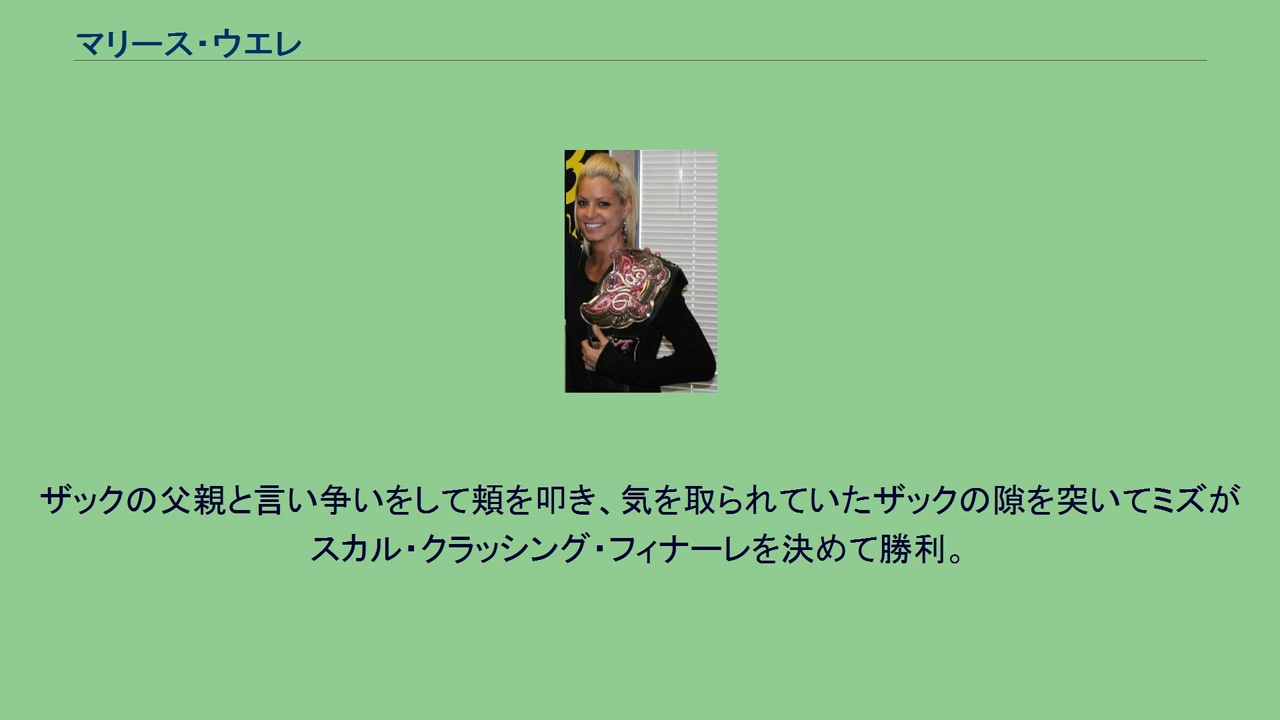 マリース・ウエレ
ザックの父親と言い争いをして頬を叩き、気を取られていたザックの隙を突いてミズが
スカル・クラッシング・フィナーレを決めて勝利。